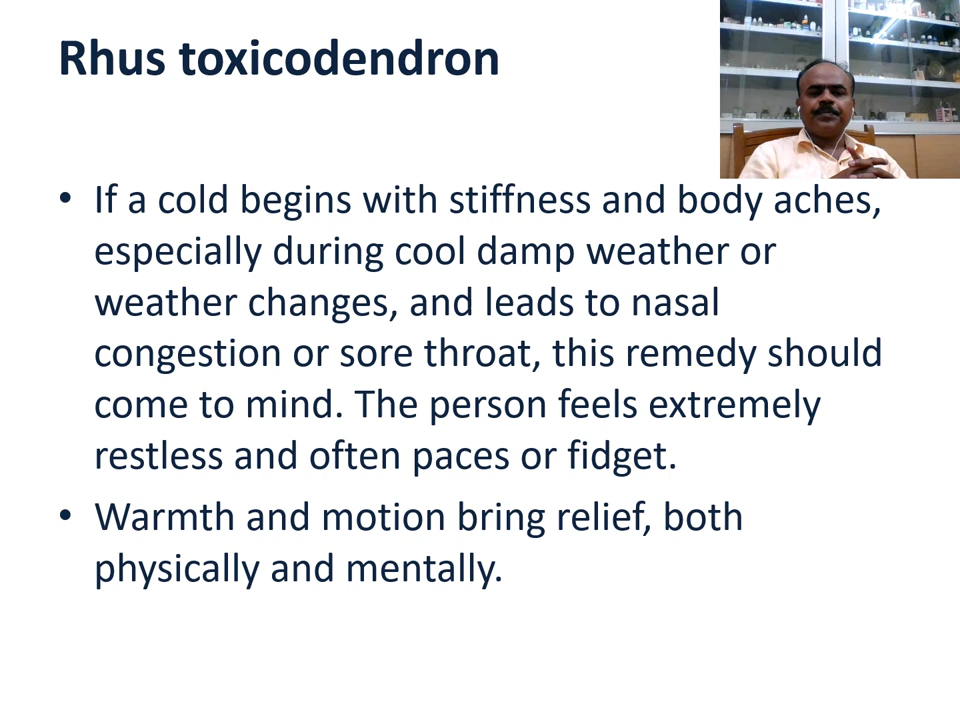 Rhus toxicodendron
• If a cold begins with stiffness and body aches,
especially during cool damp weather or
weather changes, and leads to nasal
congestion or sore throat, this remedy should
come to mind. The person feels extremely
restless and often paces or fidget.
• Warmth and motion bring relief, both
physically and mentally.